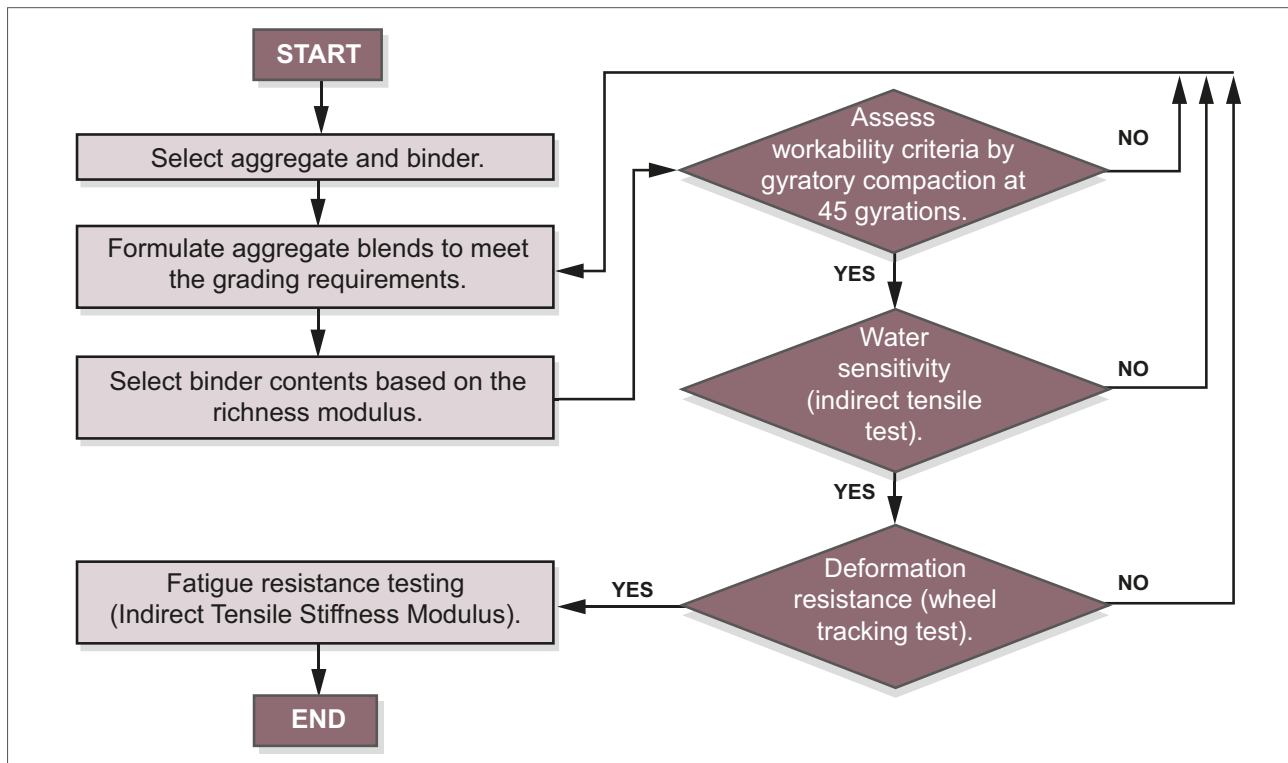 START
Select aggregate and binder.
Formulate aggregate blends to meet
the grading requirements.
Select binder contents based on the
richness modulus.
Assess
workability criteria by
gyratory compaction at
45 gyrations.
NO
YES
Water
sensitivity
(indirect tensile
test).
NO
YES
Deformation
resistance (wheel
tracking test).
NO
YES
Fatigue resistance testing
(Indirect Tensile Stiffness Modulus).
END